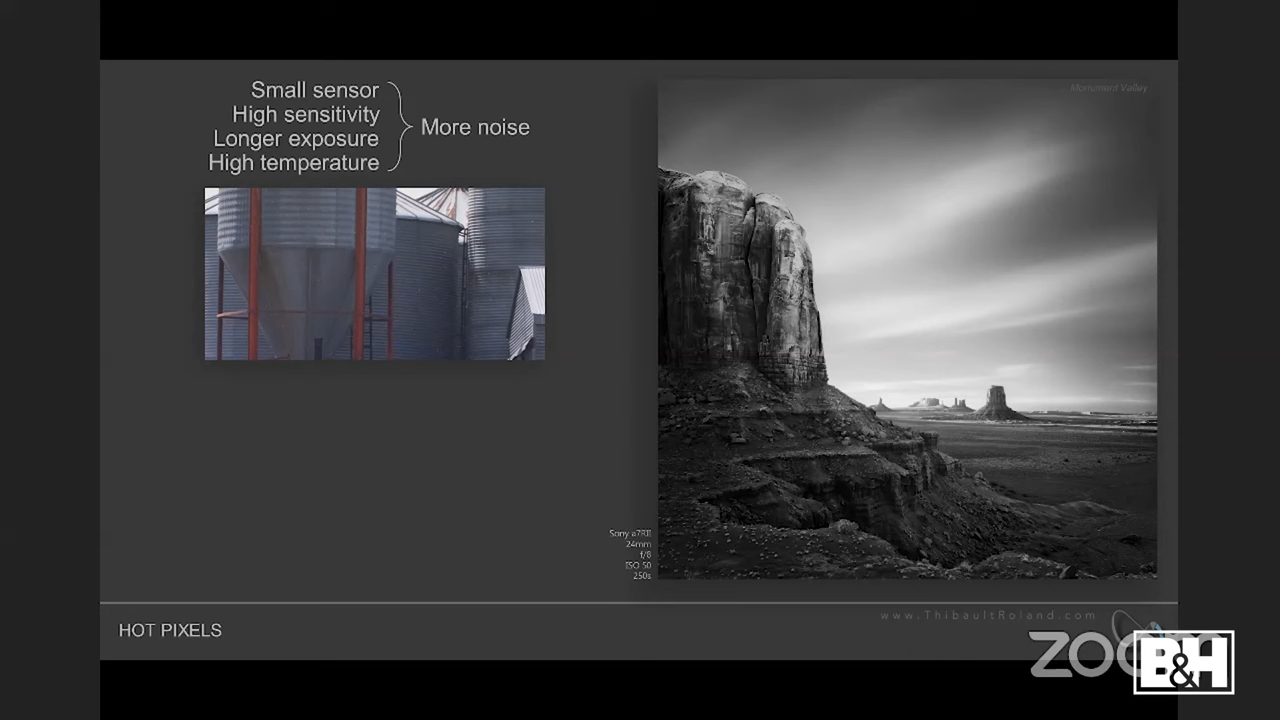 Small sensor
High sensitivity
Longer exposure
High temperature
More noise
Monument Valley
Sony a7RII
24mm
f/8
ISO 50
250s
www.ThibaultRoland.com
HOT PIXELS
ZOOM
B&H